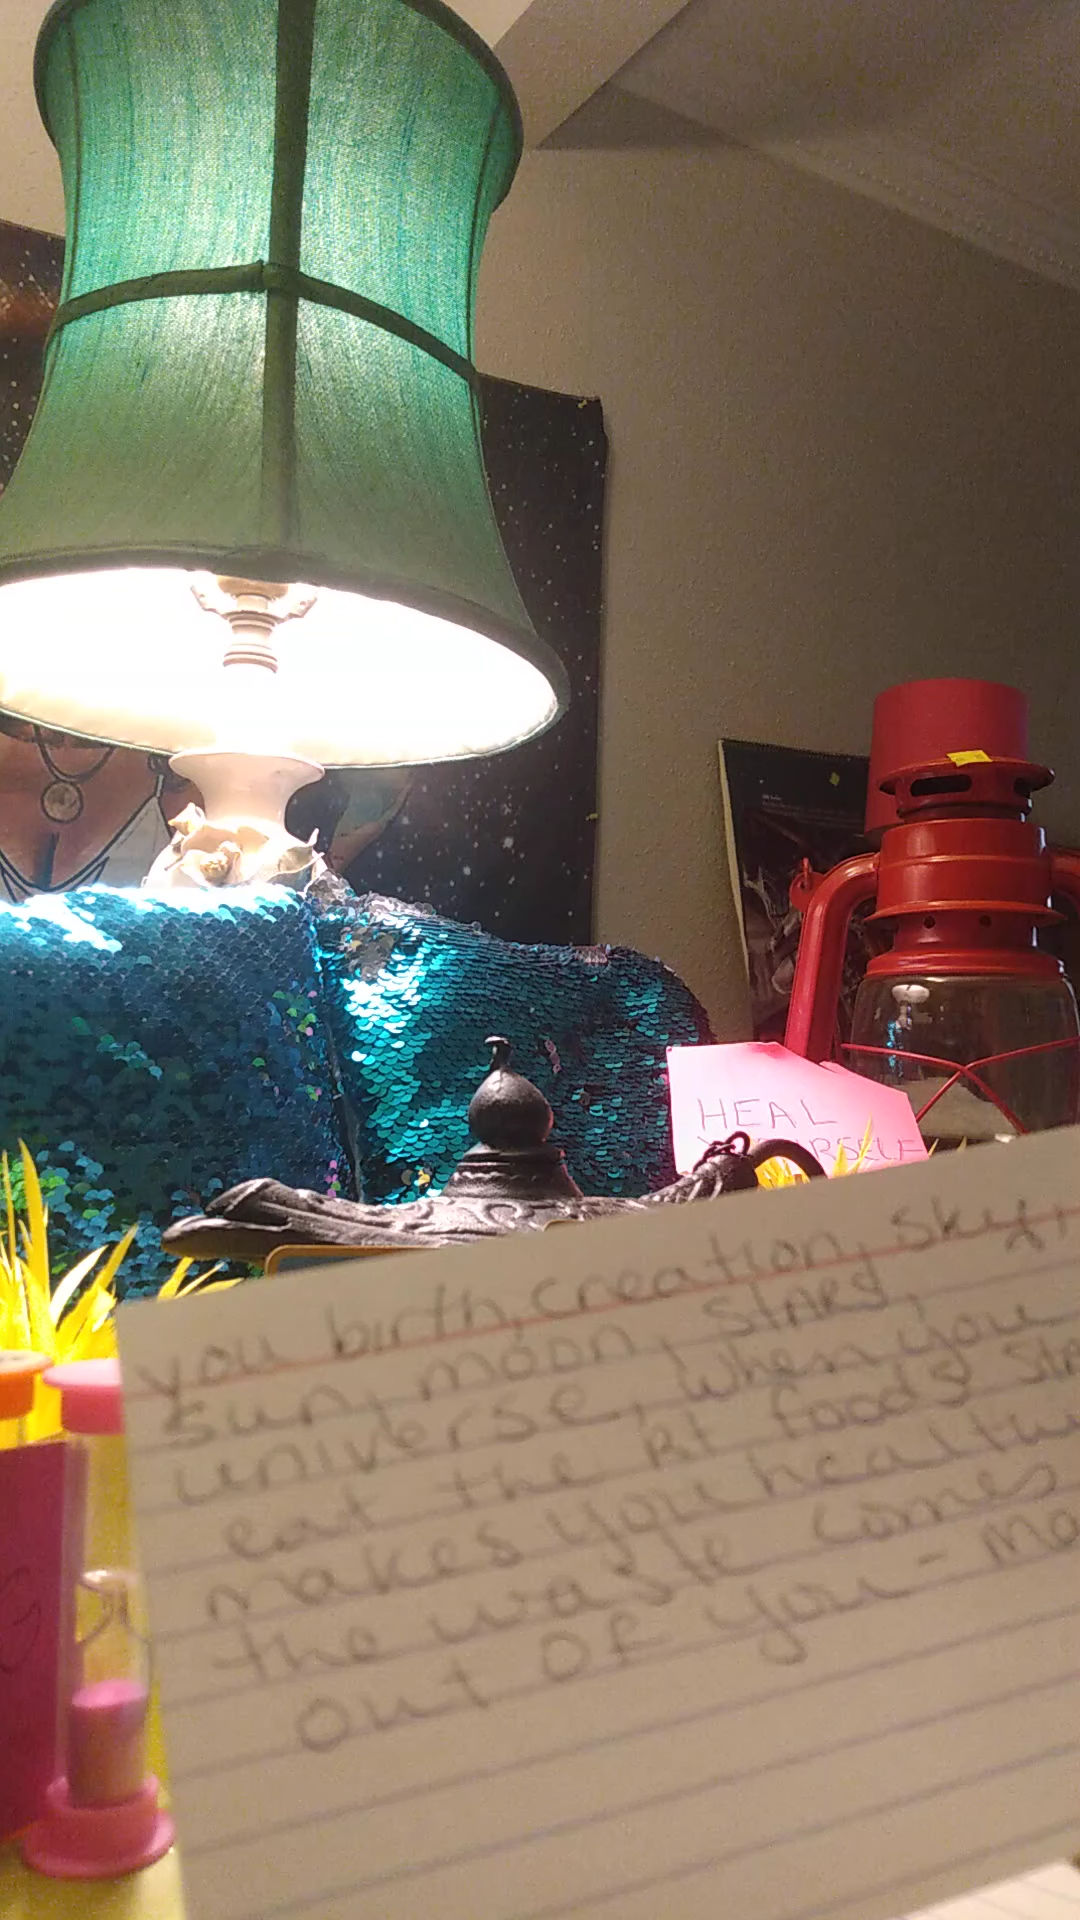 HEAL
YOURSELF
you birth, creation, sky,
sun, moon, stars,
universe, when you
eat the Rt foods
makes you
the waste comes
out of you -